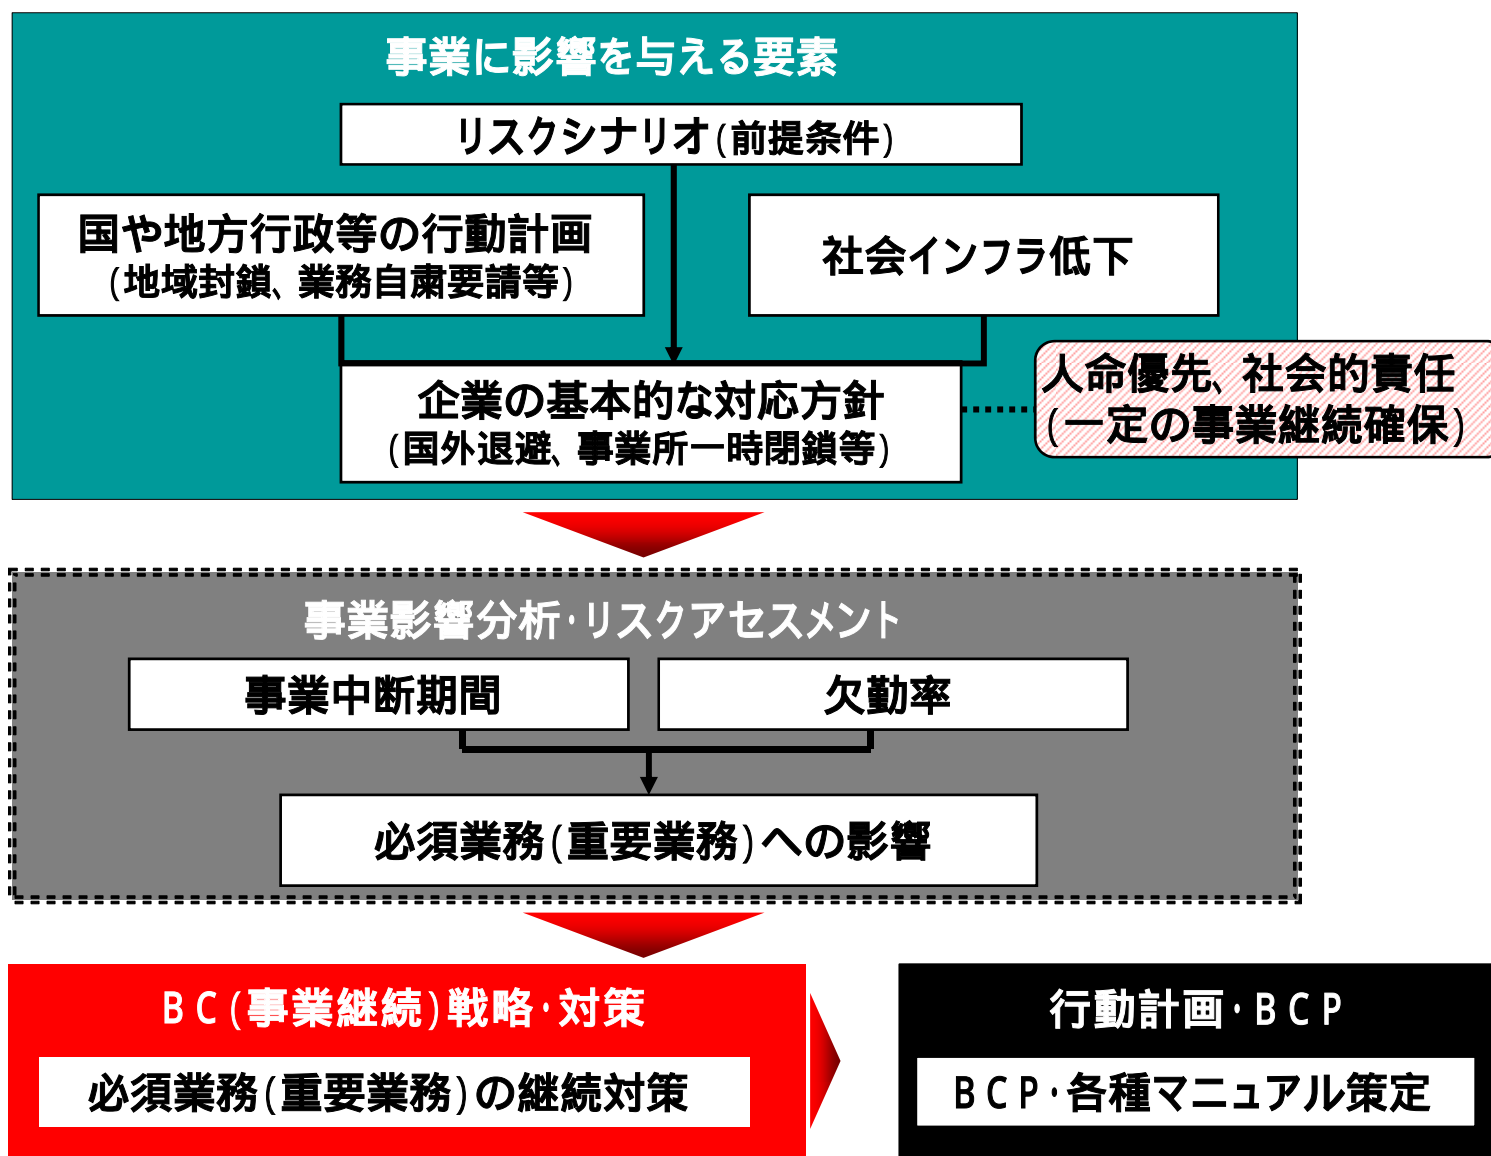 事業に影響を与える要素
リスクシナリオ(前提条件)
国や地方行政等の行動計画
(地域封鎖、業務自粛要請等)
社会インフラ低下
企業の基本的な対応方針
(国外退避、事業所一時閉鎖等)
人命優先、社会的責任
(一定の事業継続確保)
事業影響分析・リスクアセスメント
事業中断期間
欠勤率
必須業務(重要業務)への影響
BC(事業継続)戦略・対策
必須業務(重要業務)の継続対策
行動計画・BCP
BCP・各種マニュアル策定